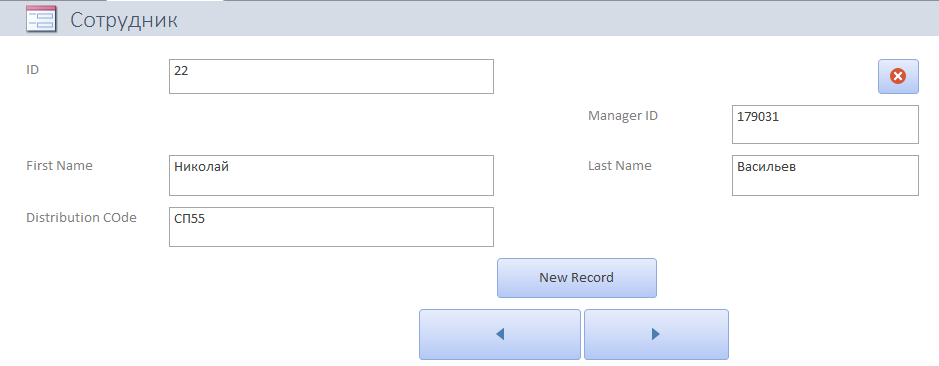 Сотрудник
ID
22
Manager ID
179031
First Name
Николай
Last Name
Васильев
Distribution COde
СП55
New Record